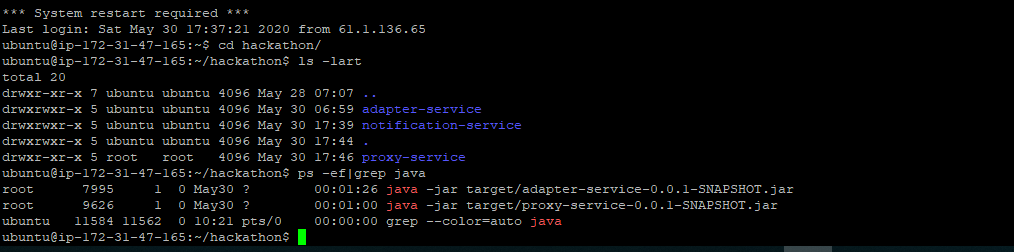 *** System restart required ***
Last login: Sat May 30 17:37:21 2020 from 61.1.136.65
ubuntu@ip-172-31-47-165:~$ cd hackathon/
ubuntu@ip-172-31-47-165:~/hackathon$ ls -lart
total 20
drwxr-xr-x 7 ubuntu ubuntu 4096 May 28 07:07 ..
drwxrwxr-x 5 ubuntu ubuntu 4096 May 30 06:59 adapter-service
drwxrwxr-x 5 ubuntu ubuntu 4096 May 30 17:39 notification-service
drwxrwxr-x 5 ubuntu ubuntu 4096 May 30 17:44 .
drwxr-xr-x 5 root   root   4096 May 30 17:46 proxy-service
ubuntu@ip-172-31-47-165:~/hackathon$ ps -ef|grep java
root      7995     1  0 May30 ?        00:01:26 java -jar target/adapter-service-0.0.1-SNAPSHOT.jar
root      9626     1  0 May30 ?        00:01:00 java -jar target/proxy-service-0.0.1-SNAPSHOT.jar
ubuntu   11584 11562  0 10:21 pts/0    00:00:00 grep --color=auto java
ubuntu@ip-172-31-47-165:~/hackathon$